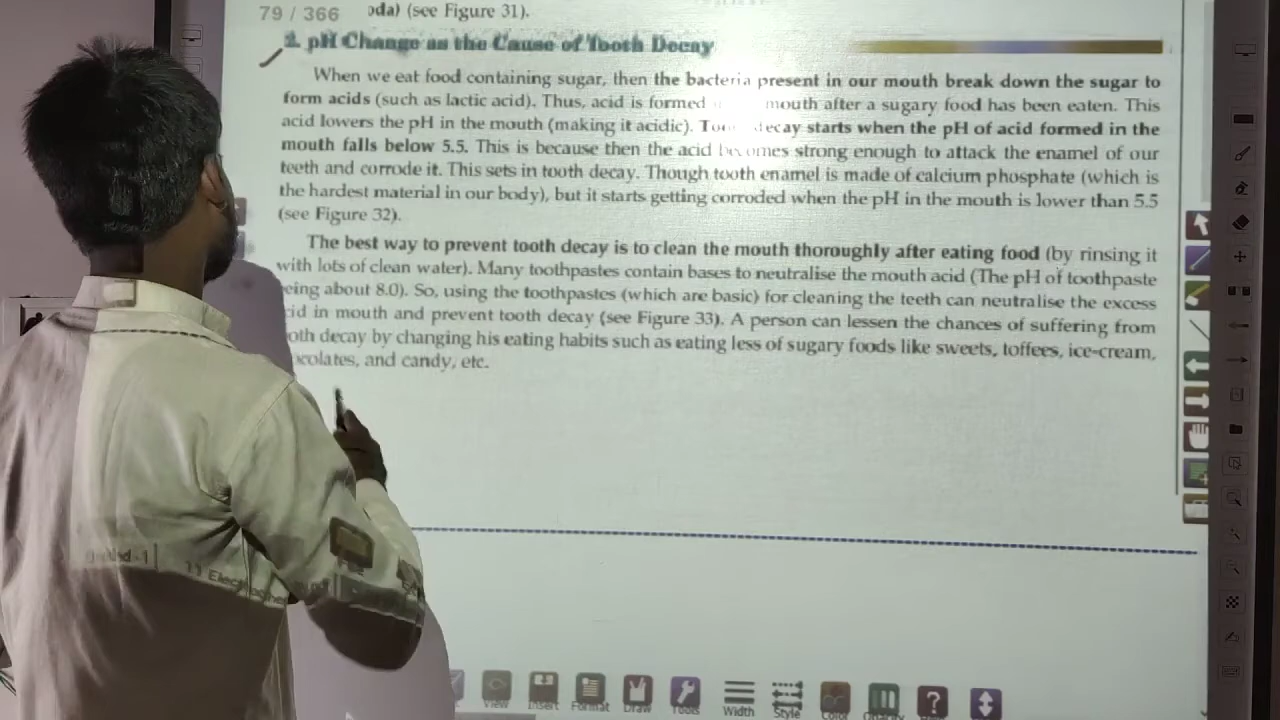 79 / 366
oda) (see Figure 31).
2. pH Change as the Cause of Tooth Decay
When we eat food containing sugar, then the bacteria present in our mouth break down the sugar to
form acids (such as lactic acid). Thus, acid is formed mouth after a sugary food has been eaten. This
acid lowers the pH in the mouth (making it acidic). decay starts when the pH of acid formed in the
mouth falls below 5.5. This is because then the acid becomes strong enough to attack the enamel of our
teeth and corrode it. This sets in tooth decay. Though tooth enamel is made of calcium phosphate (which is
the hardest material in our body), but it starts getting corroded when the pH in the mouth is lower than 5.5
(see Figure 32).
The best way to prevent tooth decay is to clean the mouth thoroughly after eating food (by rinsing it
with lots of clean water). Many toothpastes contain bases to neutralise the mouth acid (The pH of toothpaste
eing about 8.0). So, using the toothpastes (which are basic) for cleaning the teeth can neutralise the excess
cid in mouth and prevent tooth decay (see Figure 33). A person can lessen the chances of suffering from
oth decay by changing his eating habits such as eating less of sugary foods like sweets, toffees, ice-cream,
colates, and candy, etc.
View Insert Format Draw Tools Width Style Color